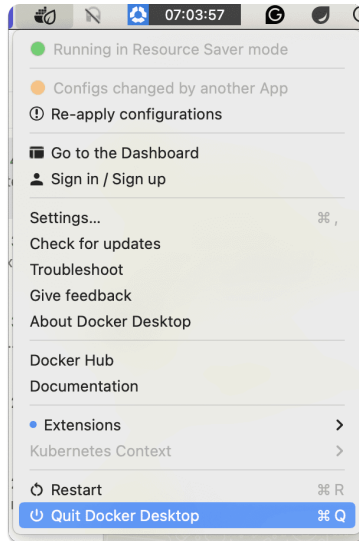 07:03:57
Running in Resource Saver mode
Configs changed by another App
Re-apply configurations
Go to the Dashboard
Sign in / Sign up
Settings... ⌘ ,
Check for updates
Troubleshoot
Give feedback
About Docker Desktop
Docker Hub
Documentation
Extensions
Kubernetes Context
Restart ⌘ R
Quit Docker Desktop ⌘ Q